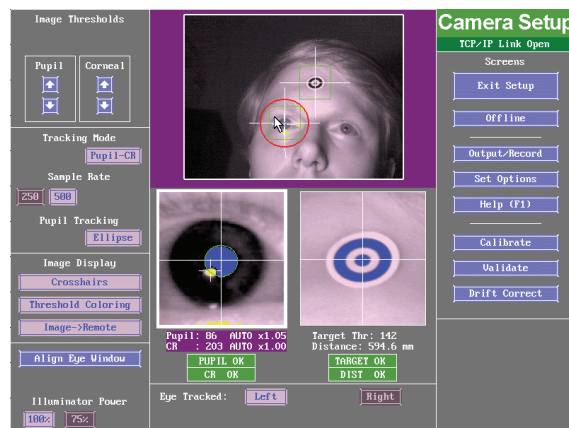 Image Thresholds
Pupil
Corneal
Tracking Mode
Pupil-CR
Sample Rate
250
500
Pupil Tracking
Ellipse
Image Display
Crosshairs
Threshold Coloring
Image->Remote
Align Eye Window
Illuminator Power
100%
75%
Pupil: 86 AUTO x1.05
CR : 203 AUTO x1.00
PUPIL OK
CR OK
Target Thr: 142
Distance: 594.6 mm
TARGET OK
DIST OK
Eye Tracked:
Left
Right
Camera Setup
TCP/IP Link Open
Screens
Exit Setup
Offline
Output/Record
Set Options
Help (F1)
Calibrate
Validate
Drift Correct